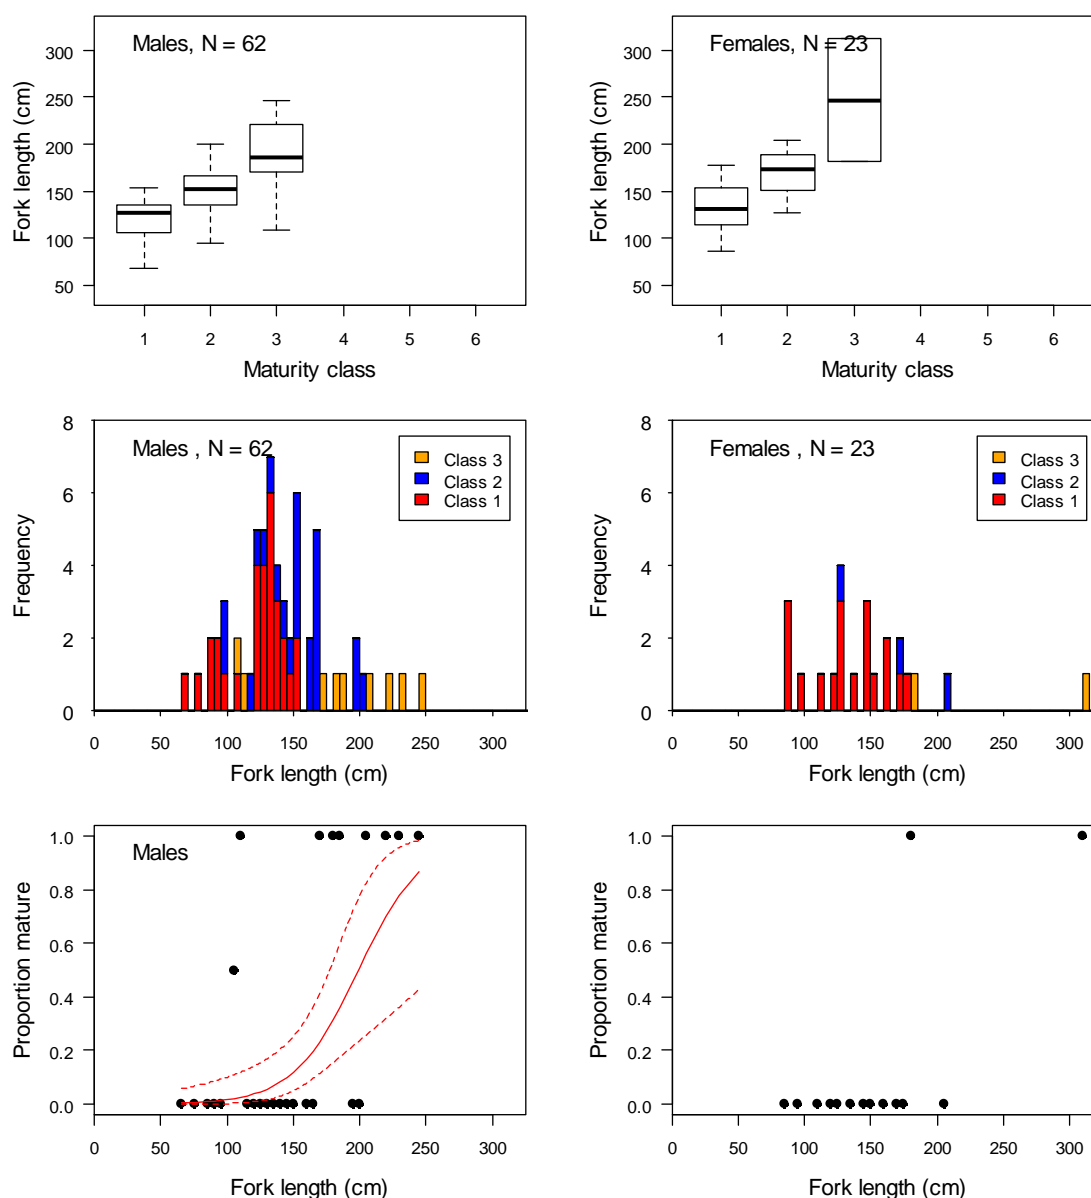 Males, N = 62
Fork length (cm)
300
250
200
150
100
50
1 2 3 4 5 6
Maturity class
Females, N = 23
Fork length (cm)
300
250
200
150
100
50
1 2 3 4 5 6
Maturity class
Males , N = 62
Class 3
Class 2
Class 1
Frequency
8
6
4
2
0
0 50 100 150 200 250 300
Fork length (cm)
Females , N = 23
Class 3
Class 2
Class 1
Frequency
8
6
4
2
0
0 50 100 150 200 250 300
Fork length (cm)
Males
Proportion mature
1.0
0.8
0.6
0.4
0.2
0.0
0 50 100 150 200 250 300
Fork length (cm)
Proportion mature
1.0
0.8
0.6
0.4
0.2
0.0
0 50 100 150 200 250 300
Fork length (cm)